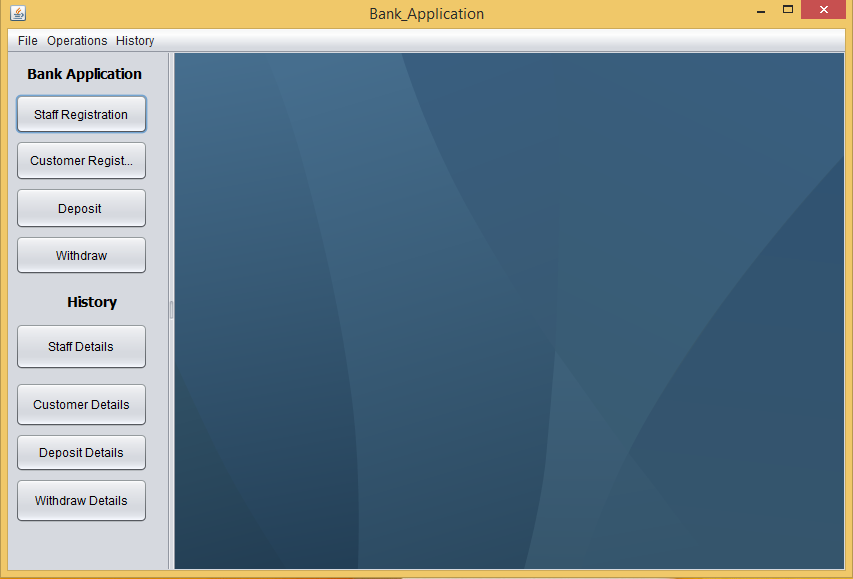 Bank_Application
File Operations History
Bank Application
Staff Registration
Customer Regist...
Deposit
Withdraw
History
Staff Details
Customer Details
Deposit Details
Withdraw Details